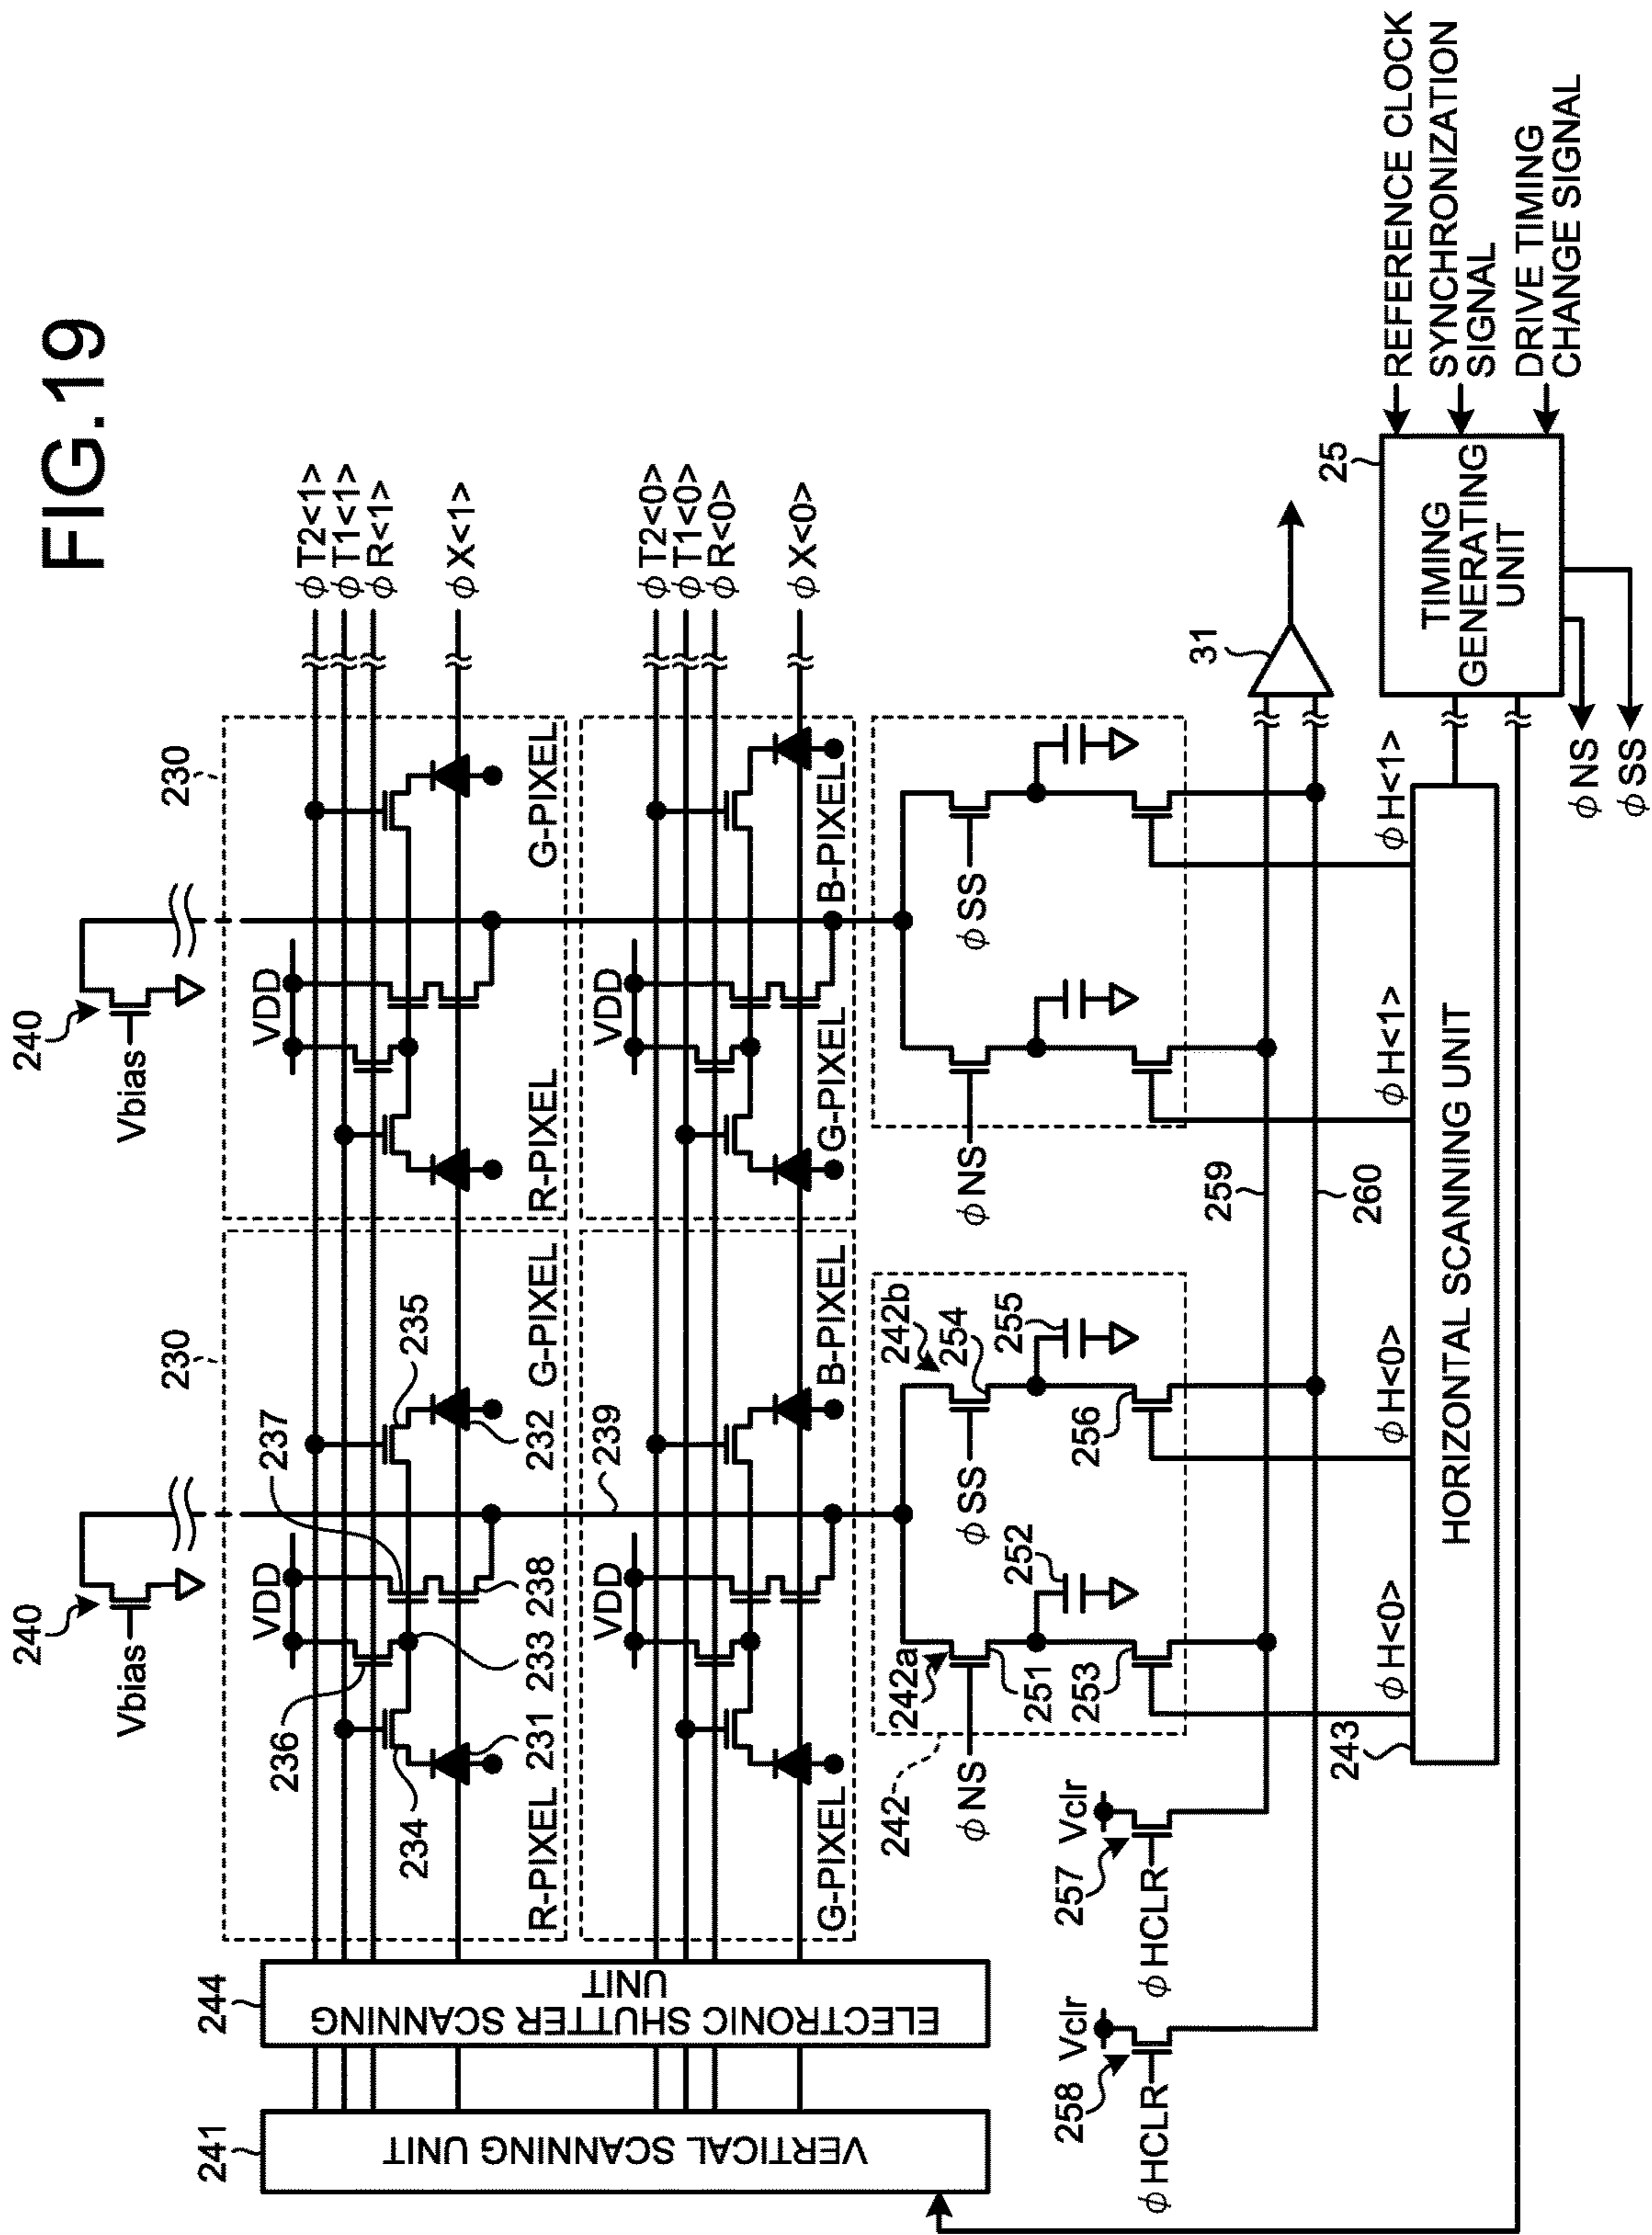 FIG.19
240
Vbias
240
Vbias
230
230
VDD
VDD
236
237
235
234
231
233
238
232
R-PIXEL
G-PIXEL
R-PIXEL
G-PIXEL
ϕT2<1>
ϕT1<1>
ϕR<1>
ϕX<1>
239
VDD
VDD
G-PIXEL
B-PIXEL
G-PIXEL
B-PIXEL
ϕT2<0>
ϕT1<0>
ϕR<0>
ϕX<0>
241
VERTICAL SCANNING UNIT
244
ELECTRONIC SHUTTER SCANNING
UNIT
242
242a
242b
ϕNS
251
252
253
ϕSS
254
255
256
ϕNS
ϕSS
258
Vclr
ϕHCLR
257
Vclr
ϕHCLR
259
260
31
243
ϕH<0>
ϕH<0>
ϕH<1>
ϕH<1>
HORIZONTAL SCANNING UNIT
25
TIMING
GENERATING
UNIT
REFERENCE CLOCK
SYNCHRONIZATION
SIGNAL
DRIVE TIMING
CHANGE SIGNAL
ϕNS
ϕSS